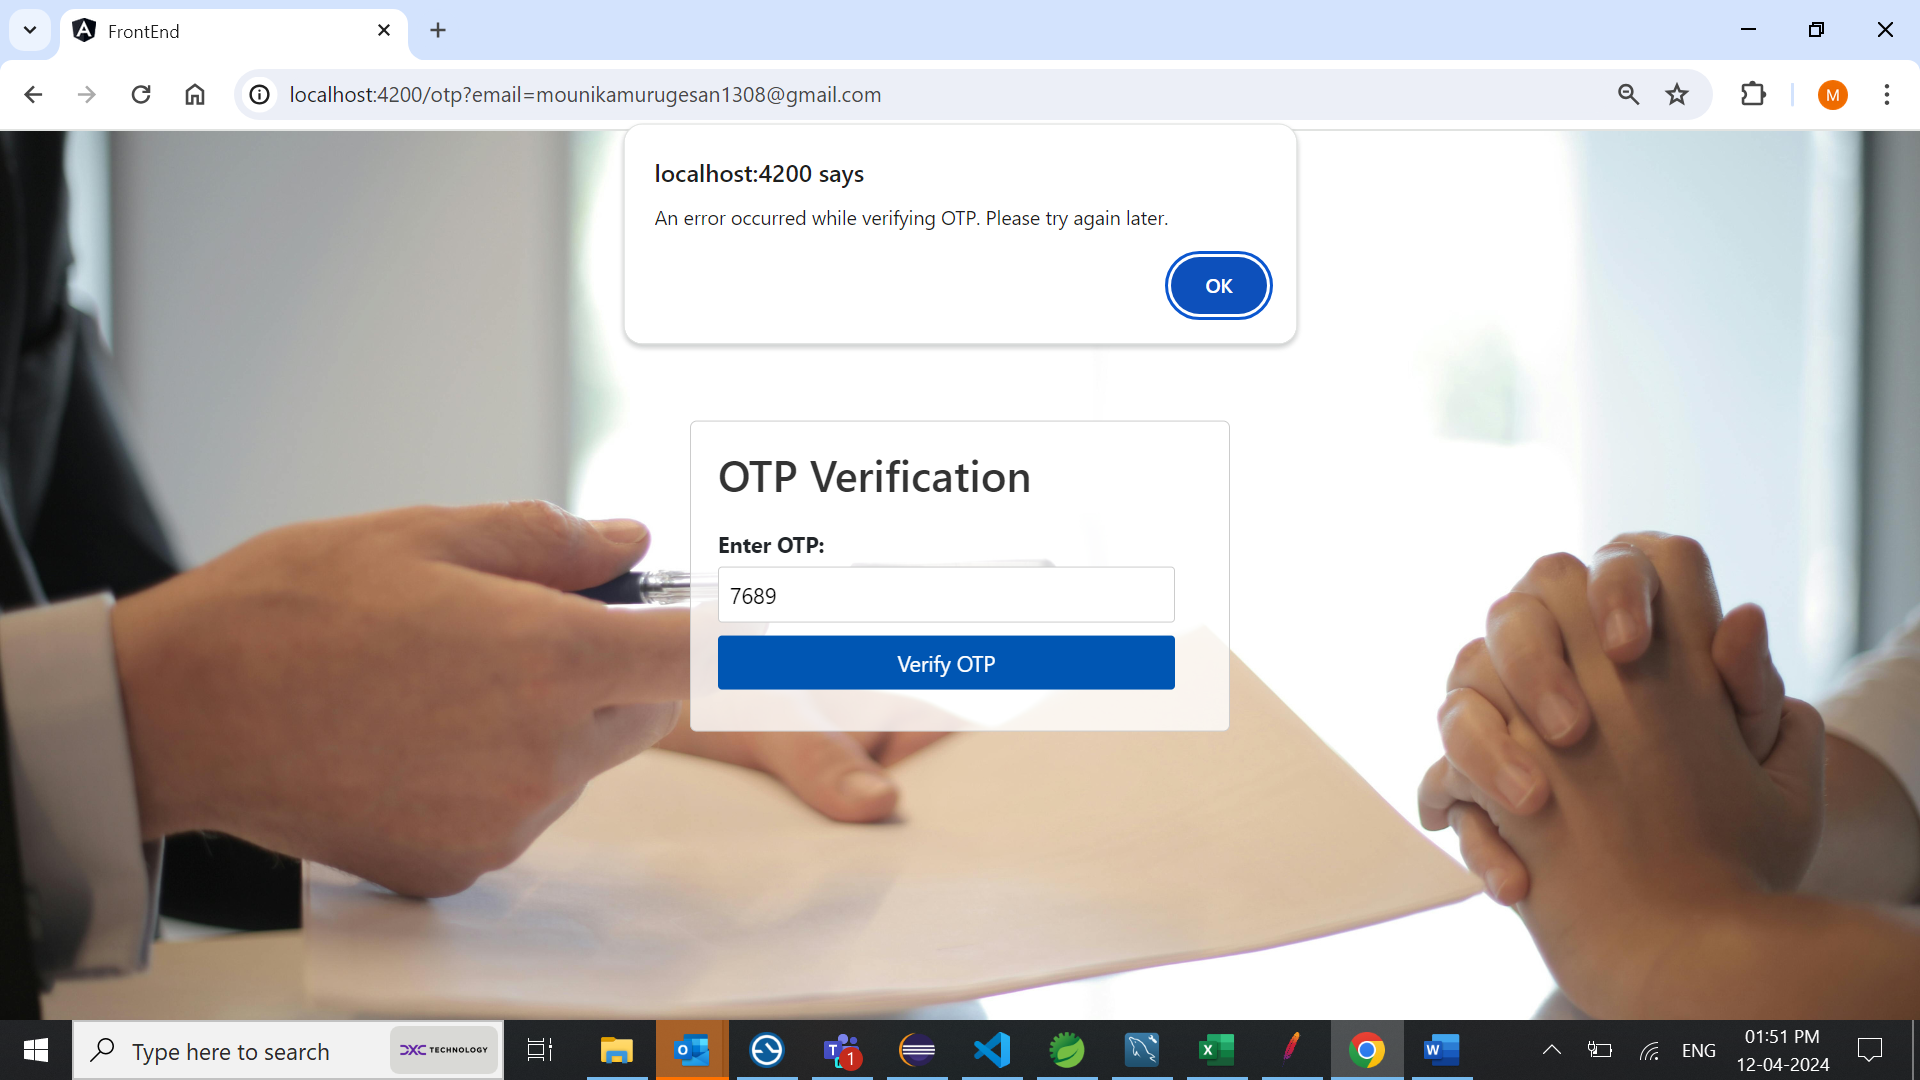 FrontEnd
localhost:4200/otp?email=mounikamurugesan1308@gmail.com
M
localhost:4200 says
An error occurred while verifying OTP. Please try again later.
OK
OTP Verification
Enter OTP:
7689
Verify OTP
Type here to search
DXC TECHNOLOGY
1
ENG
01:51 PM
12-04-2024